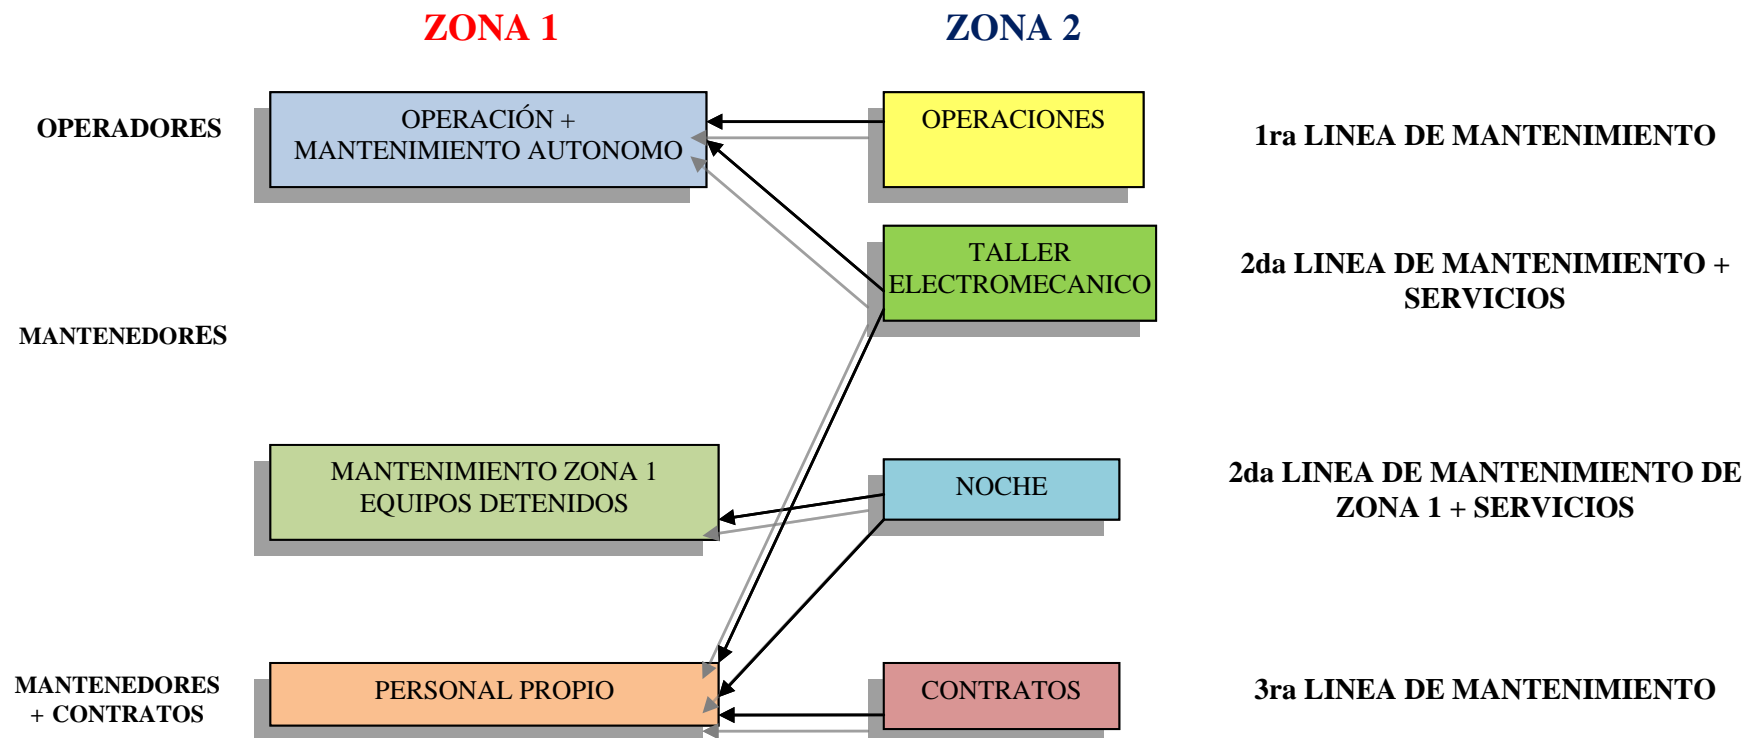 ZONA 1
ZONA 2
OPERADORES
OPERACIÓN +
MANTENIMIENTO AUTONOMO
OPERACIONES
1ra LINEA DE MANTENIMIENTO
TALLER
ELECTROMECANICO
2da LINEA DE MANTENIMIENTO +
SERVICIOS
MANTENEDORES
MANTENIMIENTO ZONA 1
EQUIPOS DETENIDOS
NOCHE
2da LINEA DE MANTENIMIENTO DE
ZONA 1 + SERVICIOS
MANTENEDORES
+ CONTRATOS
PERSONAL PROPIO
CONTRATOS
3ra LINEA DE MANTENIMIENTO